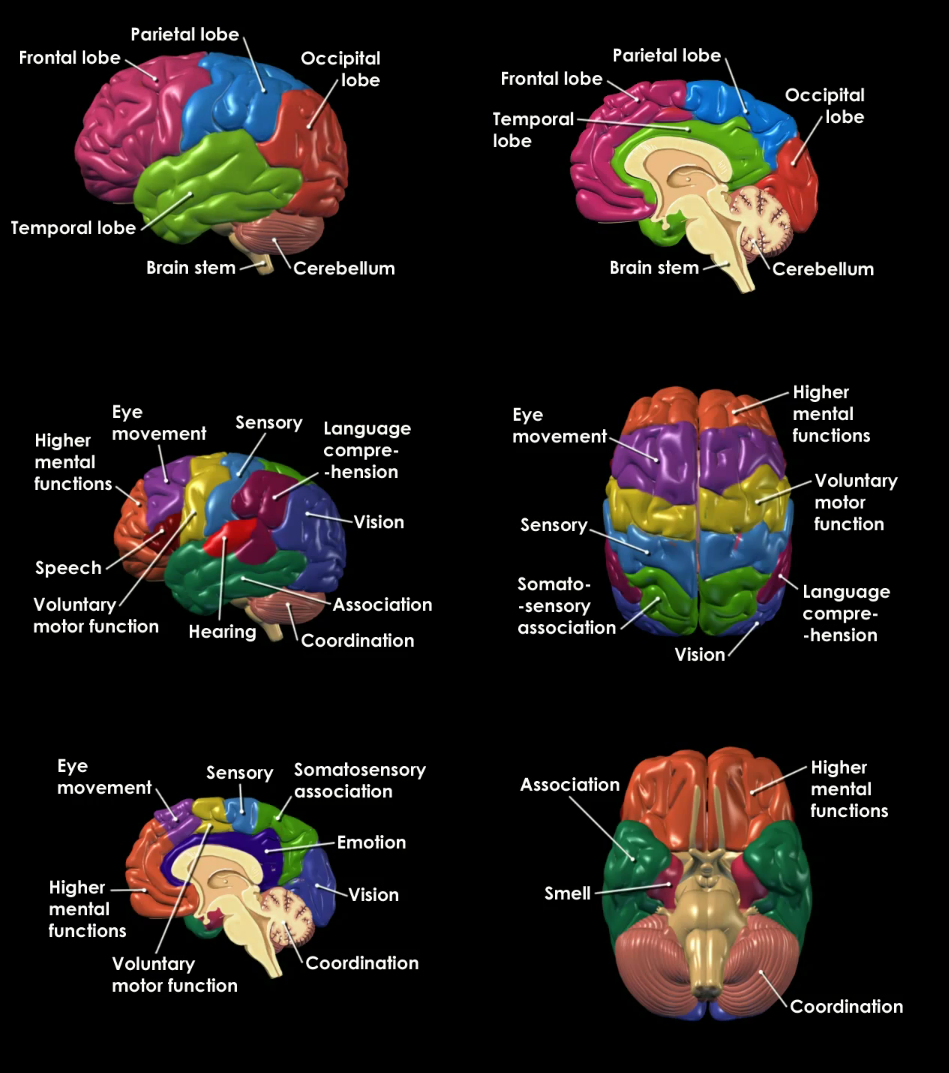 Parietal lobe
Frontal lobe
Occipital
lobe
Temporal lobe
Brain stem
Cerebellum
Parietal lobe
Frontal lobe
Occipital
lobe
Temporal
lobe
Brain stem
Cerebellum
Eye
movement
Sensory
Language
compre-
-hension
Higher
mental
functions
Vision
Speech
Voluntary
motor function
Hearing
Association
Coordination
Higher
mental
functions
Eye
movement
Voluntary
motor
function
Sensory
Somato-
-sensory
association
Language
compre-
-hension
Vision
Eye
movement
Sensory
Somatosensory
association
Emotion
Vision
Higher
mental
functions
Voluntary
motor function
Coordination
Association
Higher
mental
functions
Smell
Coordination